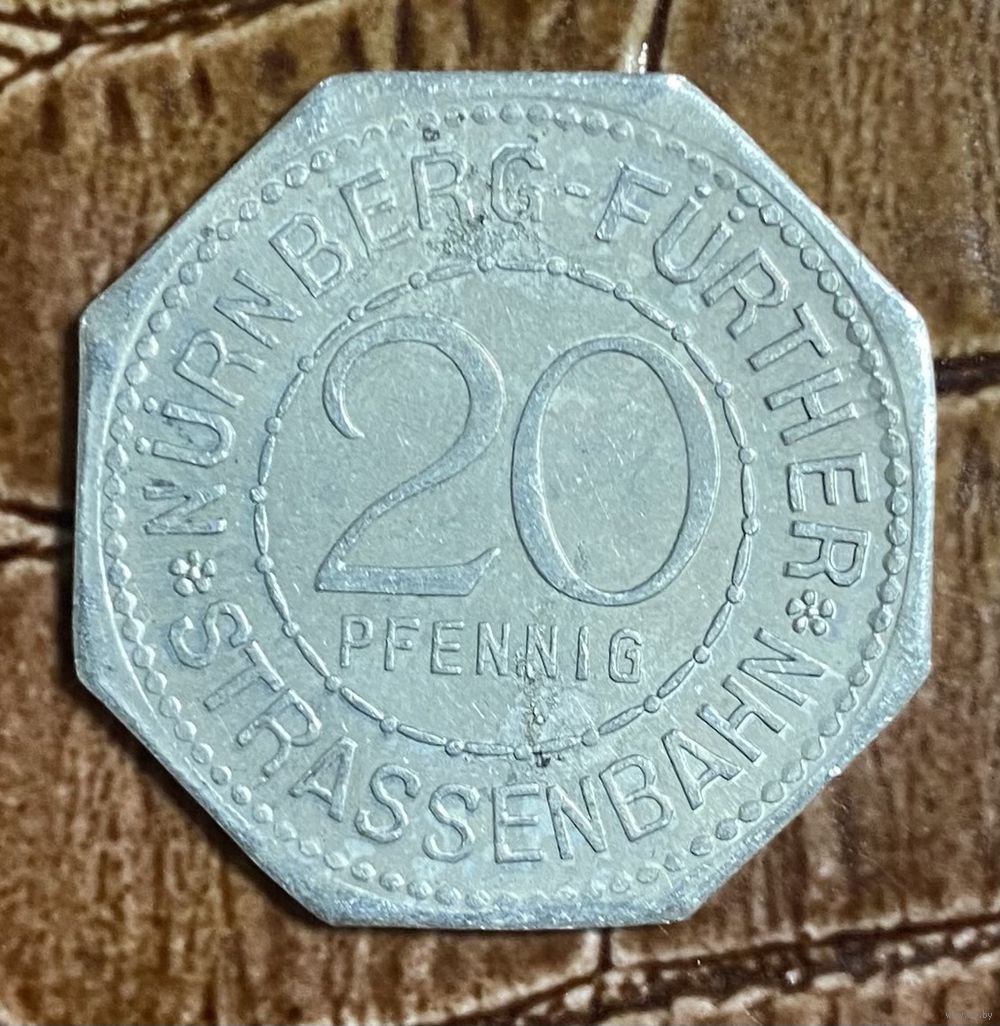 NÜRNBERG-FÜRTHER
20
PFENNIG
STRASSENBAHN